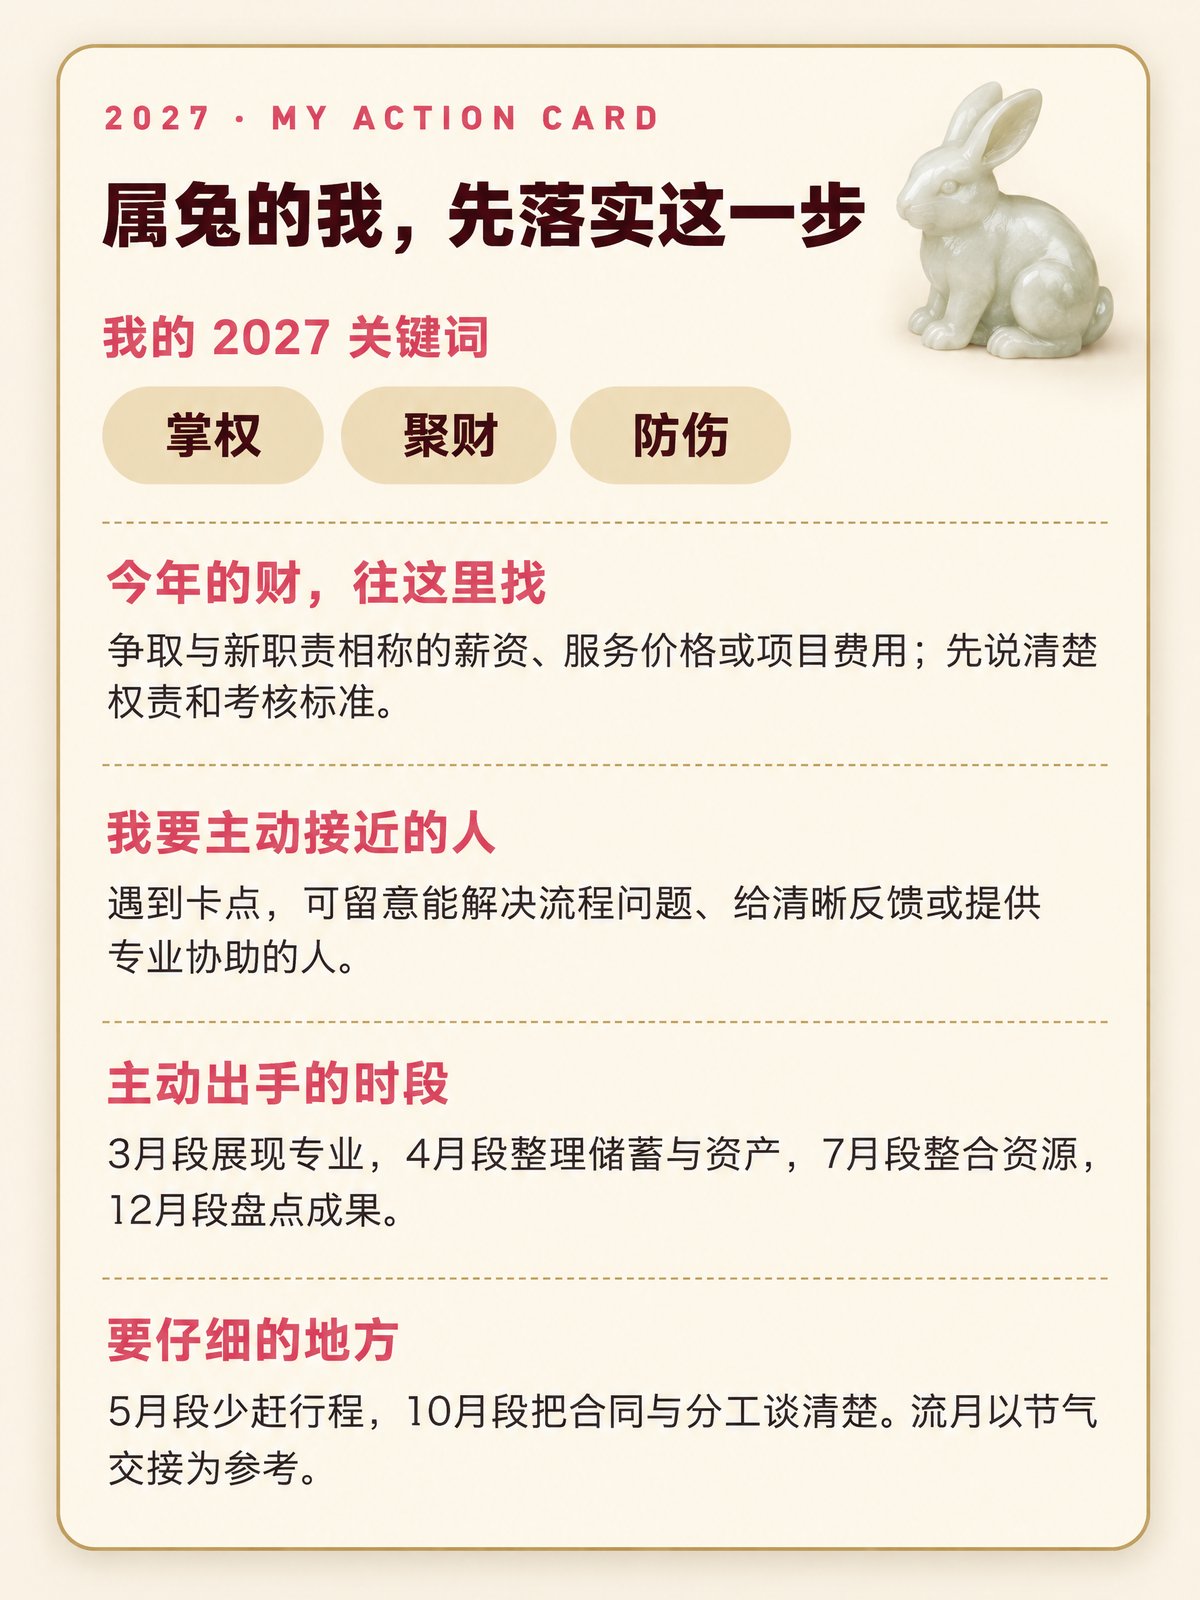 2027 · MY ACTION CARD
属兔的我，先落实这一步
我的 2027 关键词
掌权
聚财
防伤
今年的财，往这里找
争取与新职责相称的薪资、服务价格或项目费用；先说清楚
权责和考核标准。
我要主动接近的人
遇到卡点，可留意能解决流程问题、给清晰反馈或提供
专业协助的人。
主动出手的时段
3月段展现专业，4月段整理储蓄与资产，7月段整合资源，
12月段盘点成果。
要仔细的地方
5月段少赶行程，10月段把合同与分工谈清楚。流月以节气
交接为参考。